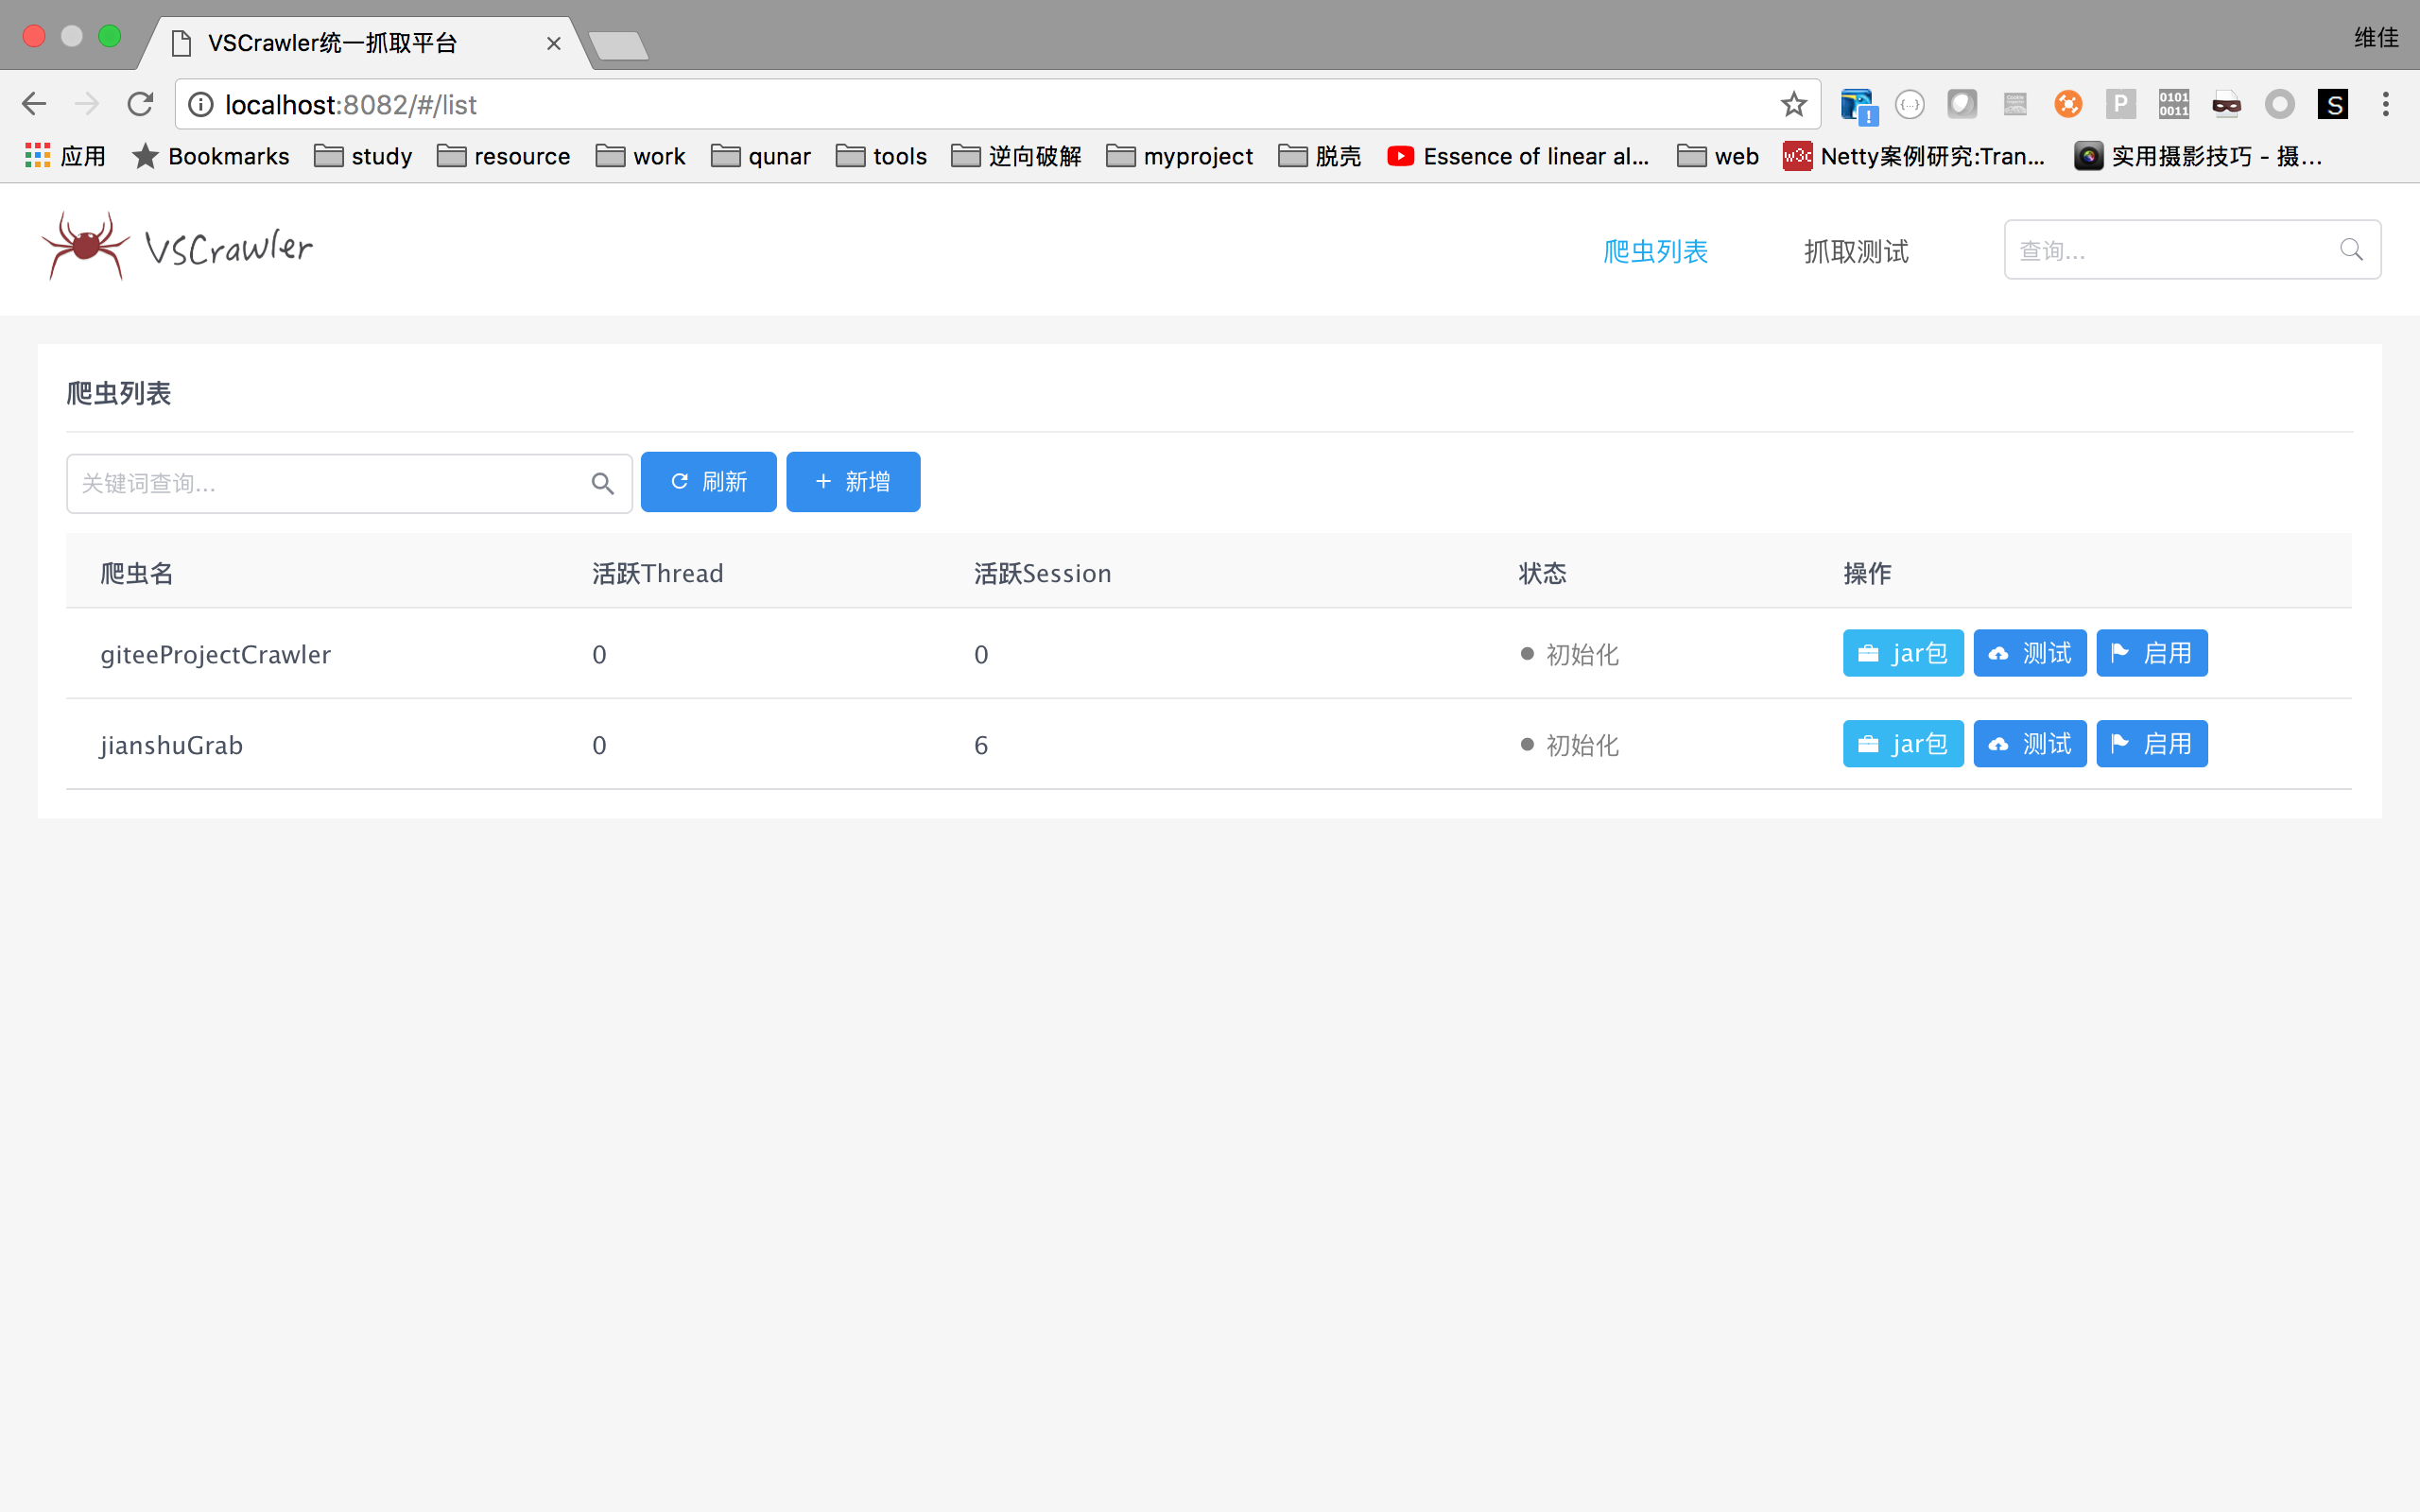 VSCrawler统一抓取平台
维佳
localhost:8082/#/list
应用 Bookmarks study resource work qunar tools 逆向破解 myproject 脱壳 Essence of linear al... web Netty案例研究:Tran... 实用摄影技巧 - 摄...
VSCrawler
爬虫列表 抓取测试 查询...
爬虫列表
关键词查询... 刷新 新增
爬虫名 活跃Thread 活跃Session 状态 操作
giteeProjectCrawler 0 0 初始化 jar包 测试 启用
jianshuGrab 0 6 初始化 jar包 测试 启用